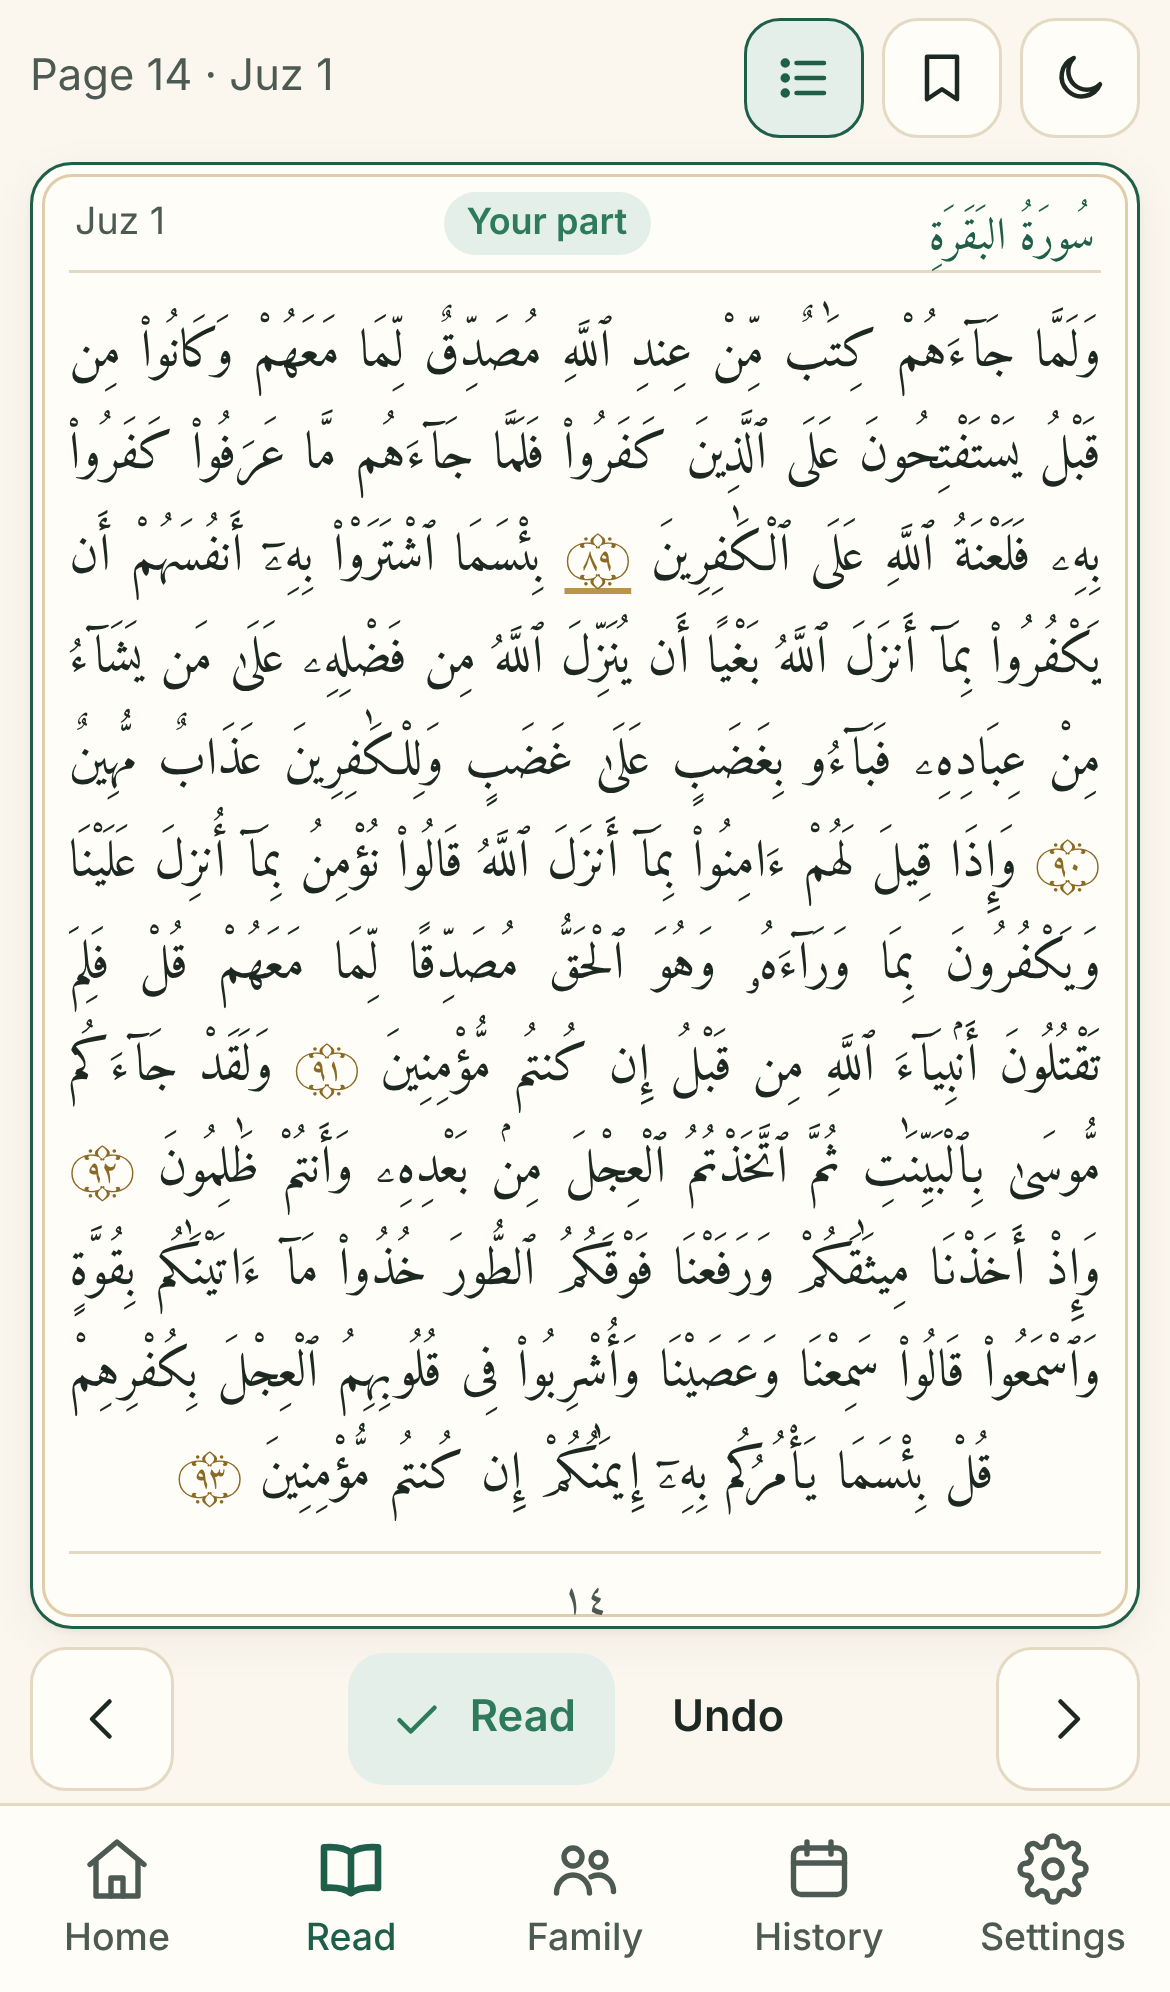 Page 14 · Juz 1
Juz 1
Your part
سُورَةُ البَقَرَةِ
وَلَمَّا جَآءَهُمْ كِتَٰبٌ مِّنْ عِندِ ٱللَّهِ مُصَدِّقٌ لِّمَا مَعَهُمْ وَكَانُوا۟ مِن
قَبْلُ يَسْتَفْتِحُونَ عَلَى ٱلَّذِينَ كَفَرُوا۟ فَلَمَّا جَآءَهُم مَّا عَرَفُوا۟ كَفَرُوا۟
بِهِۦ فَلَعْنَةُ ٱللَّهِ عَلَى ٱلْكَٰفِرِينَ ٨٩ بِئْسَمَا ٱشْتَرَوْا۟ بِهِۦٓ أَنفُسَهُمْ أَن
يَكْفُرُوا۟ بِمَآ أَنزَلَ ٱللَّهُ بَغْيًا أَن يُنَزِّلَ ٱللَّهُ مِن فَضْلِهِۦ عَلَىٰ مَن يَشَآءُ
مِنْ عِبَادِهِۦ فَبَآءُو بِغَضَبٍ عَلَىٰ غَضَبٍ وَلِلْكَٰفِرِينَ عَذَابٌ مُّهِينٌ
٩٠ وَإِذَا قِيلَ لَهُمْ ءَامِنُوا۟ بِمَآ أَنزَلَ ٱللَّهُ قَالُوا۟ نُؤْمِنُ بِمَآ أُنزِلَ عَلَيْنَا
وَيَكْفُرُونَ بِمَا وَرَآءَهُۥ وَهُوَ ٱلْحَقُّ مُصَدِّقًا لِّمَا مَعَهُمْ قُلْ فَلِمَ
تَقْتُلُونَ أَنۢبِيَآءَ ٱللَّهِ مِن قَبْلُ إِن كُنتُم مُّؤْمِنِينَ ٩١ وَلَقَدْ جَآءَكُم
مُّوسَىٰ بِٱلْبَيِّنَٰتِ ثُمَّ ٱتَّخَذْتُمُ ٱلْعِجْلَ مِنۢ بَعْدِهِۦ وَأَنتُمْ ظَٰلِمُونَ ٩٢
وَإِذْ أَخَذْنَا مِيثَٰقَكُمْ وَرَفَعْنَا فَوْقَكُمُ ٱلطُّورَ خُذُوا۟ مَآ ءَاتَيْنَٰكُم بِقُوَّةٍ
وَٱسْمَعُوا۟ قَالُوا۟ سَمِعْنَا وَعَصَيْنَا وَأُشْرِبُوا۟ فِى قُلُوبِهِمُ ٱلْعِجْلَ بِكُفْرِهِمْ
قُلْ بِئْسَمَا يَأْمُرُكُم بِهِۦٓ إِيمَٰنُكُمْ إِن كُنتُم مُّؤْمِنِينَ ٩٣
١٤
Read
Undo
Home
Read
Family
History
Settings